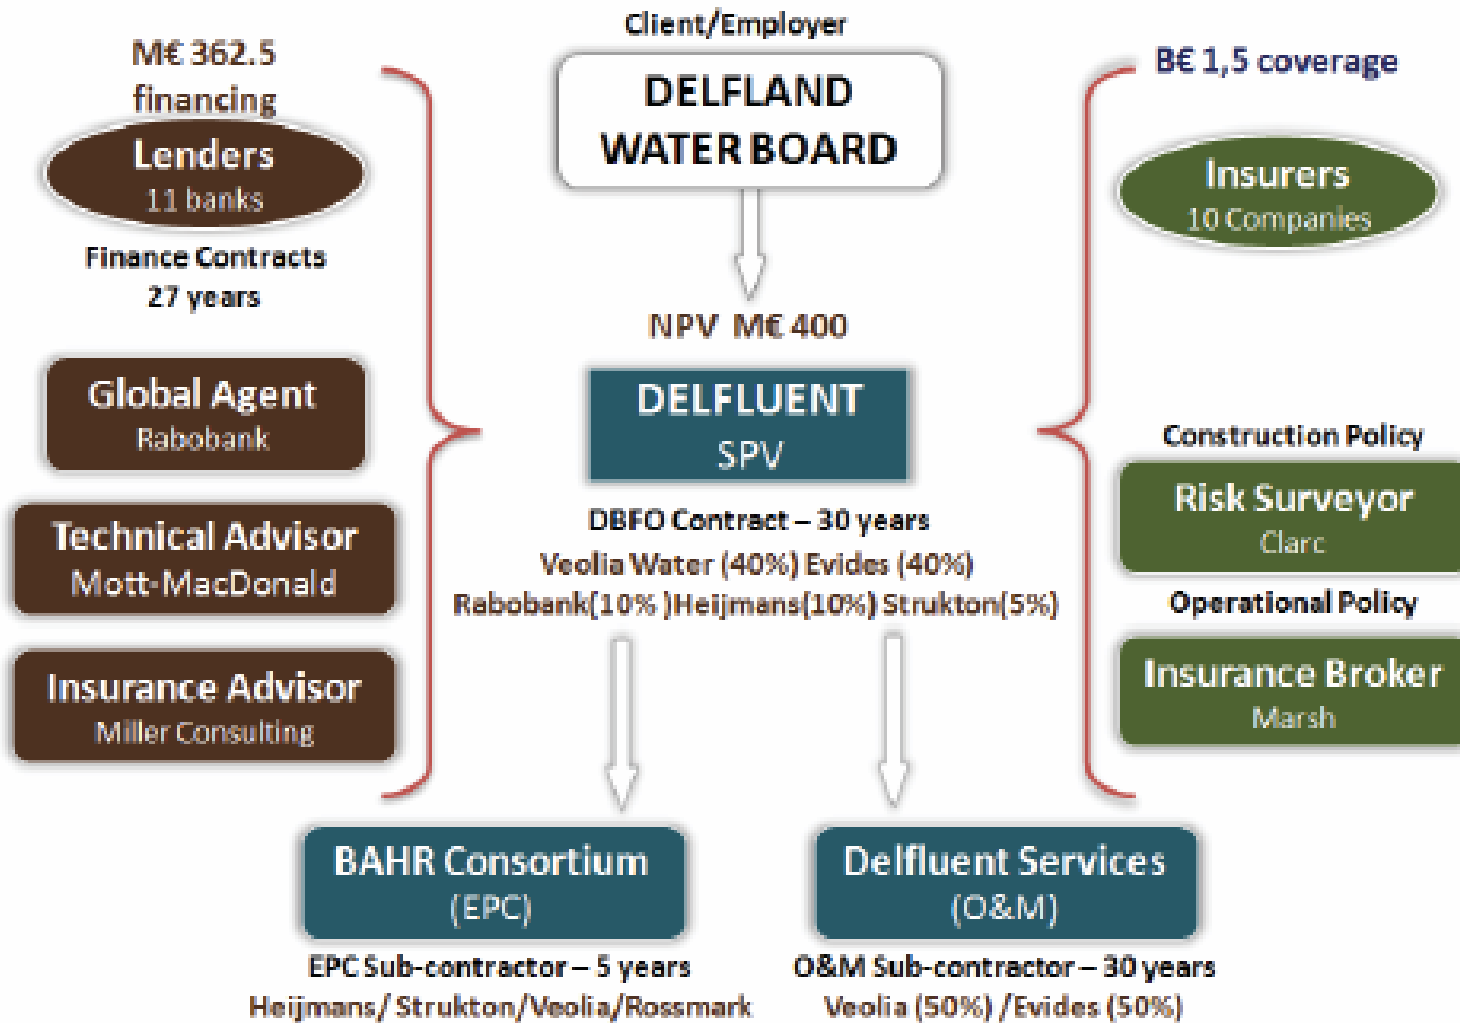 Client/Employer
DELFLAND
WATER BOARD
M€ 362.5
financing
Lenders
11 banks
Finance Contracts
27 years
Global Agent
Rabobank
Technical Advisor
Mott-MacDonald
Insurance Advisor
Miller Consulting
NPV M€ 400
DELFLUENT
SPV
DBFO Contract – 30 years
Veolia Water (40%) Evides (40%)
Rabobank(10% )Heijmans(10%) Strukton(5%)
B€ 1,5 coverage
Insurers
10 Companies
Construction Policy
Risk Surveyor
Clarc
Operational Policy
Insurance Broker
Marsh
BAHR Consortium
(EPC)
EPC Sub-contractor – 5 years
Heijmans/ Strukton/Veolia/Rossmark
Delfluent Services
(O&M)
O&M Sub-contractor – 30 years
Veolia (50%) /Evides (50%)